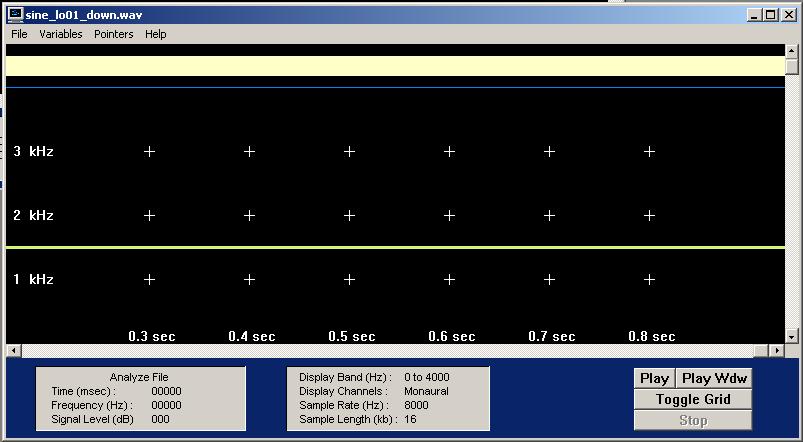 sine_lo01_down.wav
File Variables Pointers Help
3 kHz
2 kHz
1 kHz
0.3 sec 0.4 sec 0.5 sec 0.6 sec 0.7 sec 0.8 sec
Analyze File
Time (msec) : 00000
Frequency (Hz) : 00000
Signal Level (dB) 000
Display Band (Hz) : 0 to 4000
Display Channels : Monaural
Sample Rate (Hz) : 8000
Sample Length (kb) : 16
Play Play Wdw
Toggle Grid
Stop